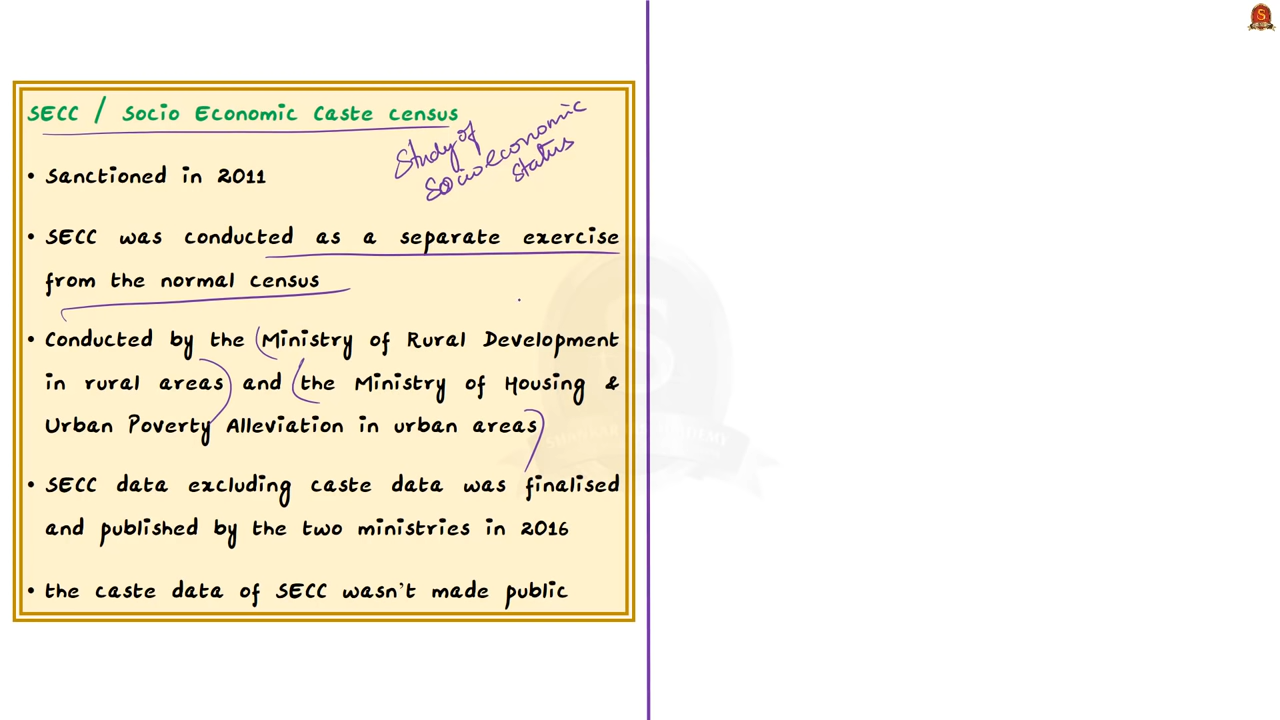 SECC / Socio Economic Caste census
Study of
Socioeconomic
status
• Sanctioned in 2011
• SECC was conducted as a separate exercise
from the normal census
• Conducted by the Ministry of Rural Development
in rural areas and the Ministry of Housing &
Urban Poverty Alleviation in urban areas
• SECC data excluding caste data was finalised
and published by the two ministries in 2016
• the caste data of SECC wasn't made public